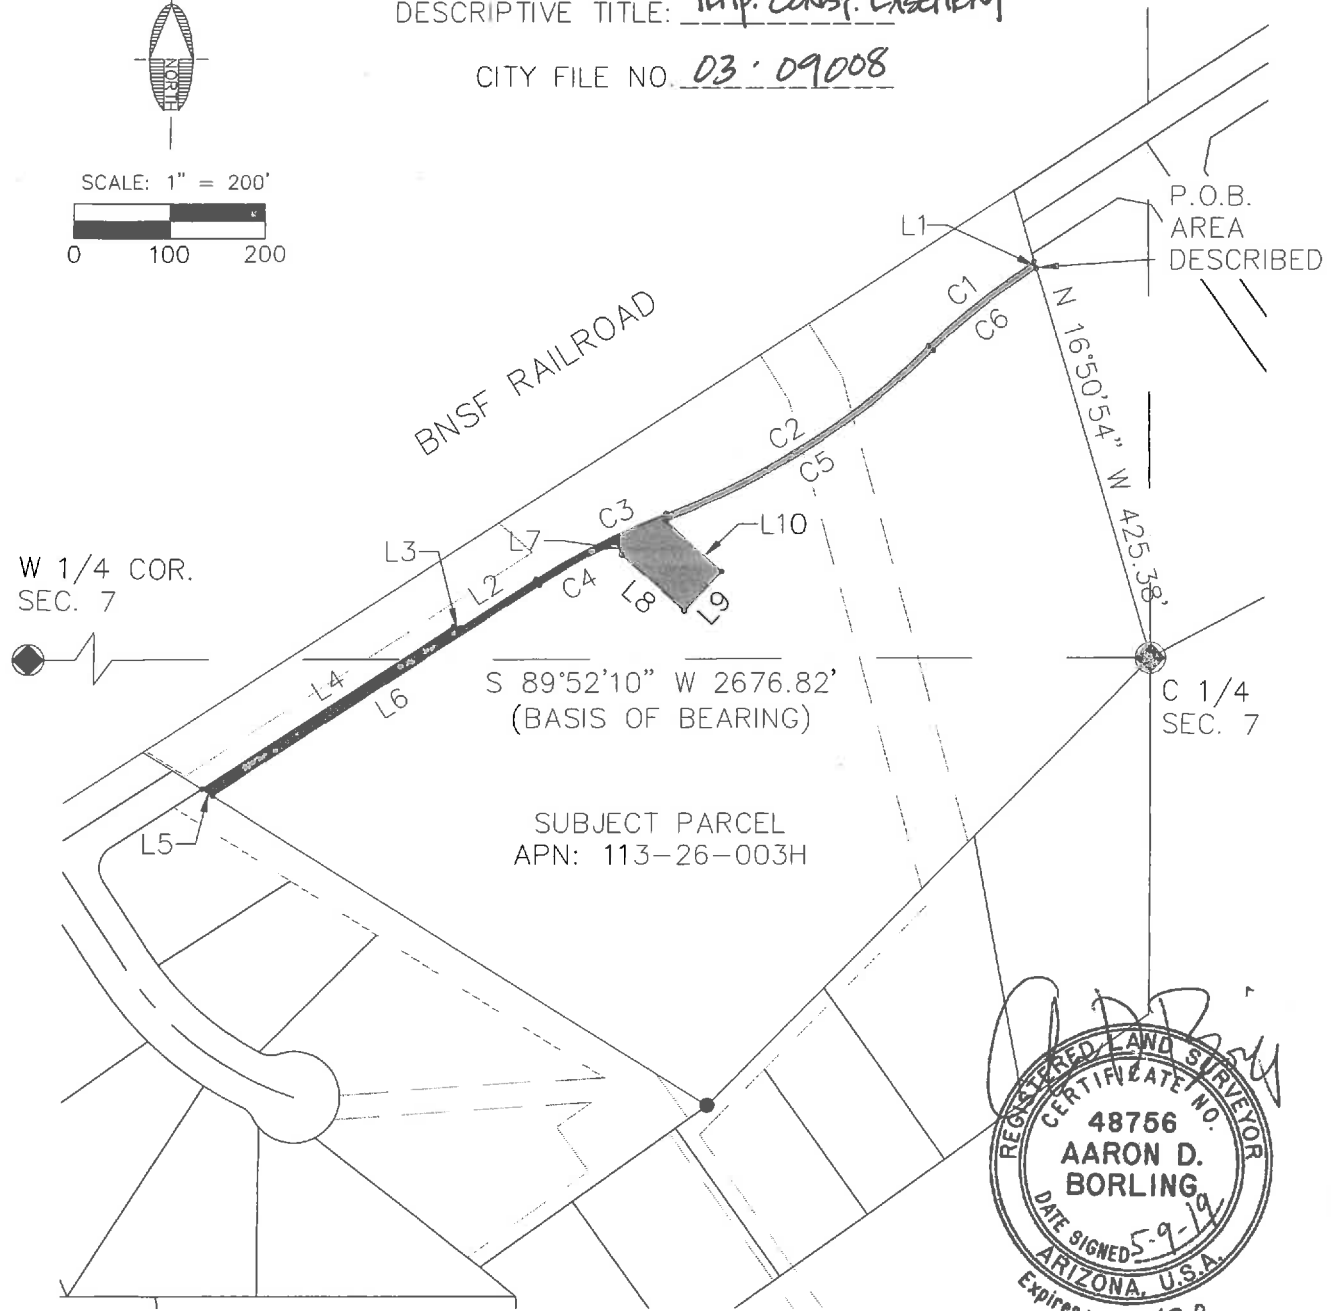 DESCRIPTIVE TITLE: Tmp. Const. Easement
CITY FILE NO. 03·09008
NORTH
SCALE: 1" = 200'
0 100 200
P.O.B.
AREA
DESCRIBED
L1
C1
C6
N 16°50'54" W 425.38'
BNSF RAILROAD
C2
C5
C3
L10
L7
L3
L2
C4
L8
L9
W 1/4 COR.
SEC. 7
L4
L6
S 89°52'10" W 2676.82'
(BASIS OF BEARING)
C 1/4
SEC. 7
L5
SUBJECT PARCEL
APN: 113-26-003H
REGISTERED LAND SURVEYOR
CERTIFICATE NO.
48756
AARON D.
BORLING
DATE SIGNED 5-9-19
ARIZONA, U.S.A.
Expires